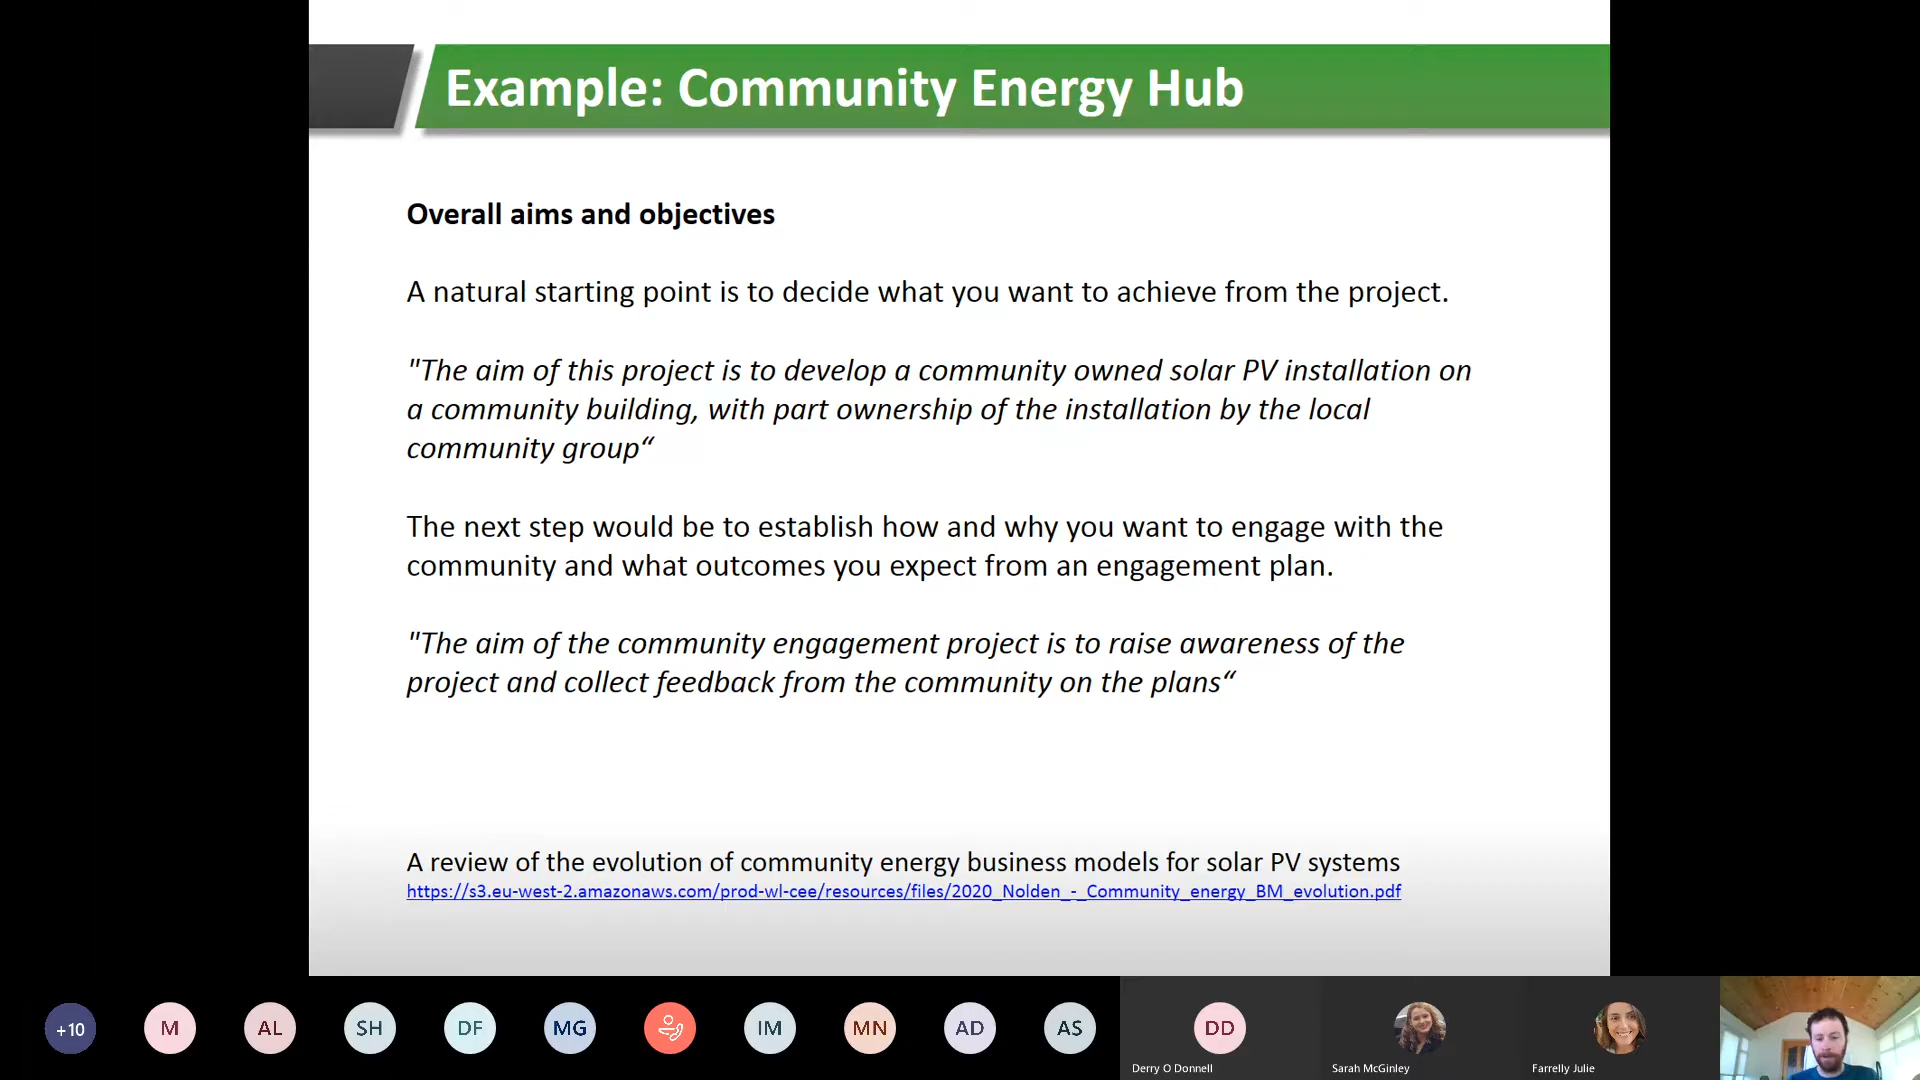 Example: Community Energy Hub
Overall aims and objectives
A natural starting point is to decide what you want to achieve from the project.
"The aim of this project is to develop a community owned solar PV installation on
a community building, with part ownership of the installation by the local
community group“
The next step would be to establish how and why you want to engage with the
community and what outcomes you expect from an engagement plan.
"The aim of the community engagement project is to raise awareness of the
project and collect feedback from the community on the plans“
A review of the evolution of community energy business models for solar PV systems
https://s3.eu-west-2.amazonaws.com/prod-wl-cee/resources/files/2020_Nolden_-_Community_energy_BM_evolution.pdf
+10 M AL SH DF MG IM MN AD AS DD
Derry O Donnell Sarah McGinley Farrelly Julie